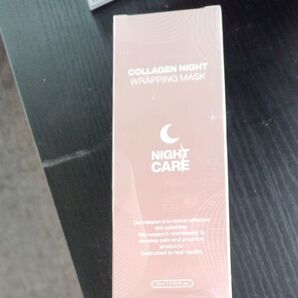 COLLAGEN NIGHT
WRAPPING MASK
NIGHT
CARE
Our mission is to deliver effective
skin solutions.
We research relentlessly to
develop safe and practical
products.
Dedicated to real results.